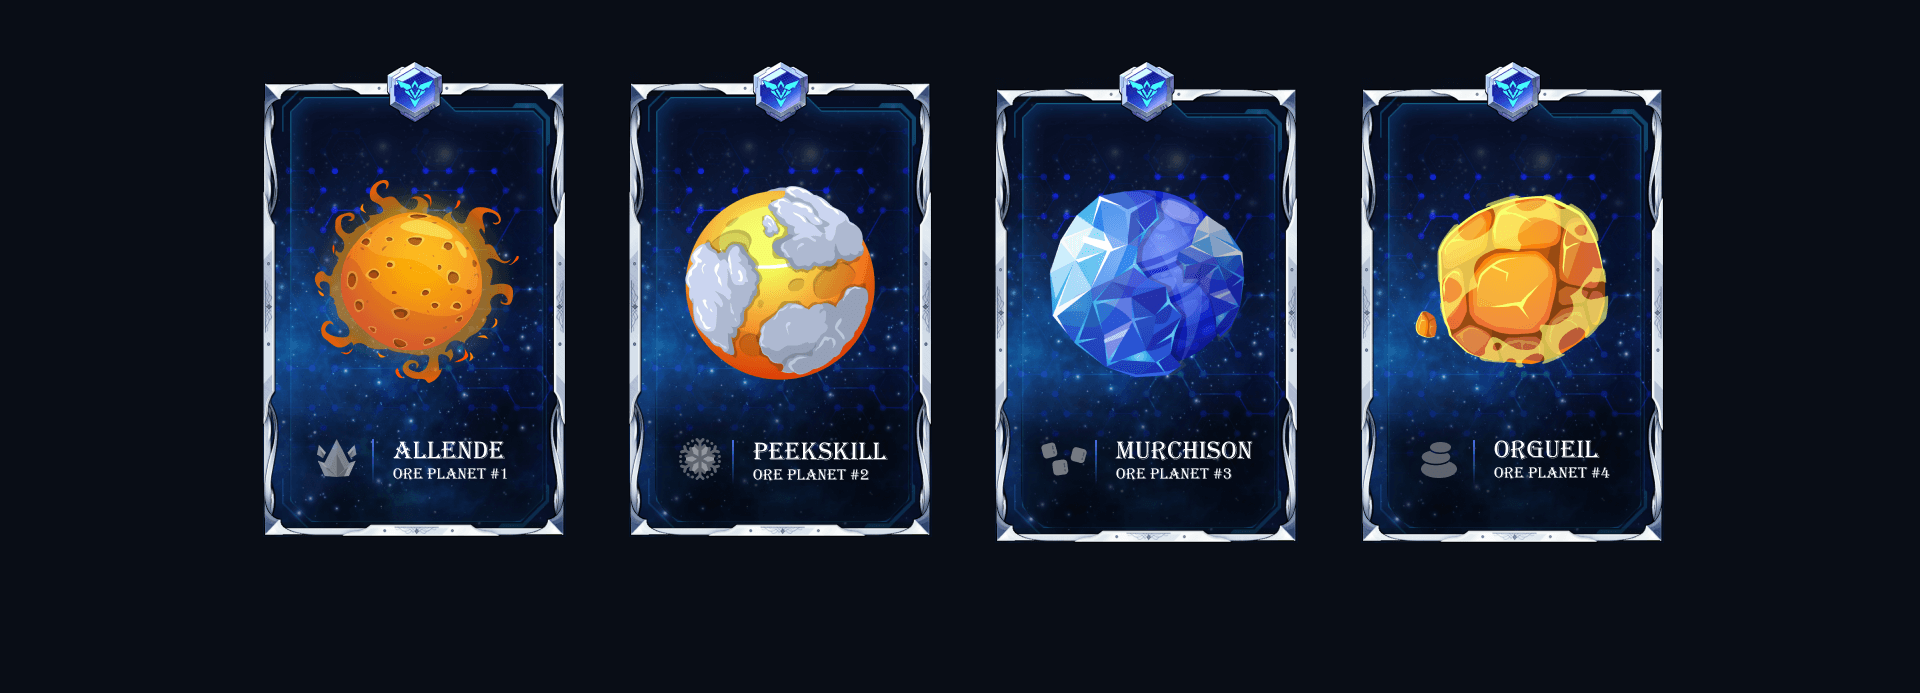 ALLENDE
ORE PLANET #1
PEEKSKILL
ORE PLANET #2
MURCHISON
ORE PLANET #3
ORGUEIL
ORE PLANET #4